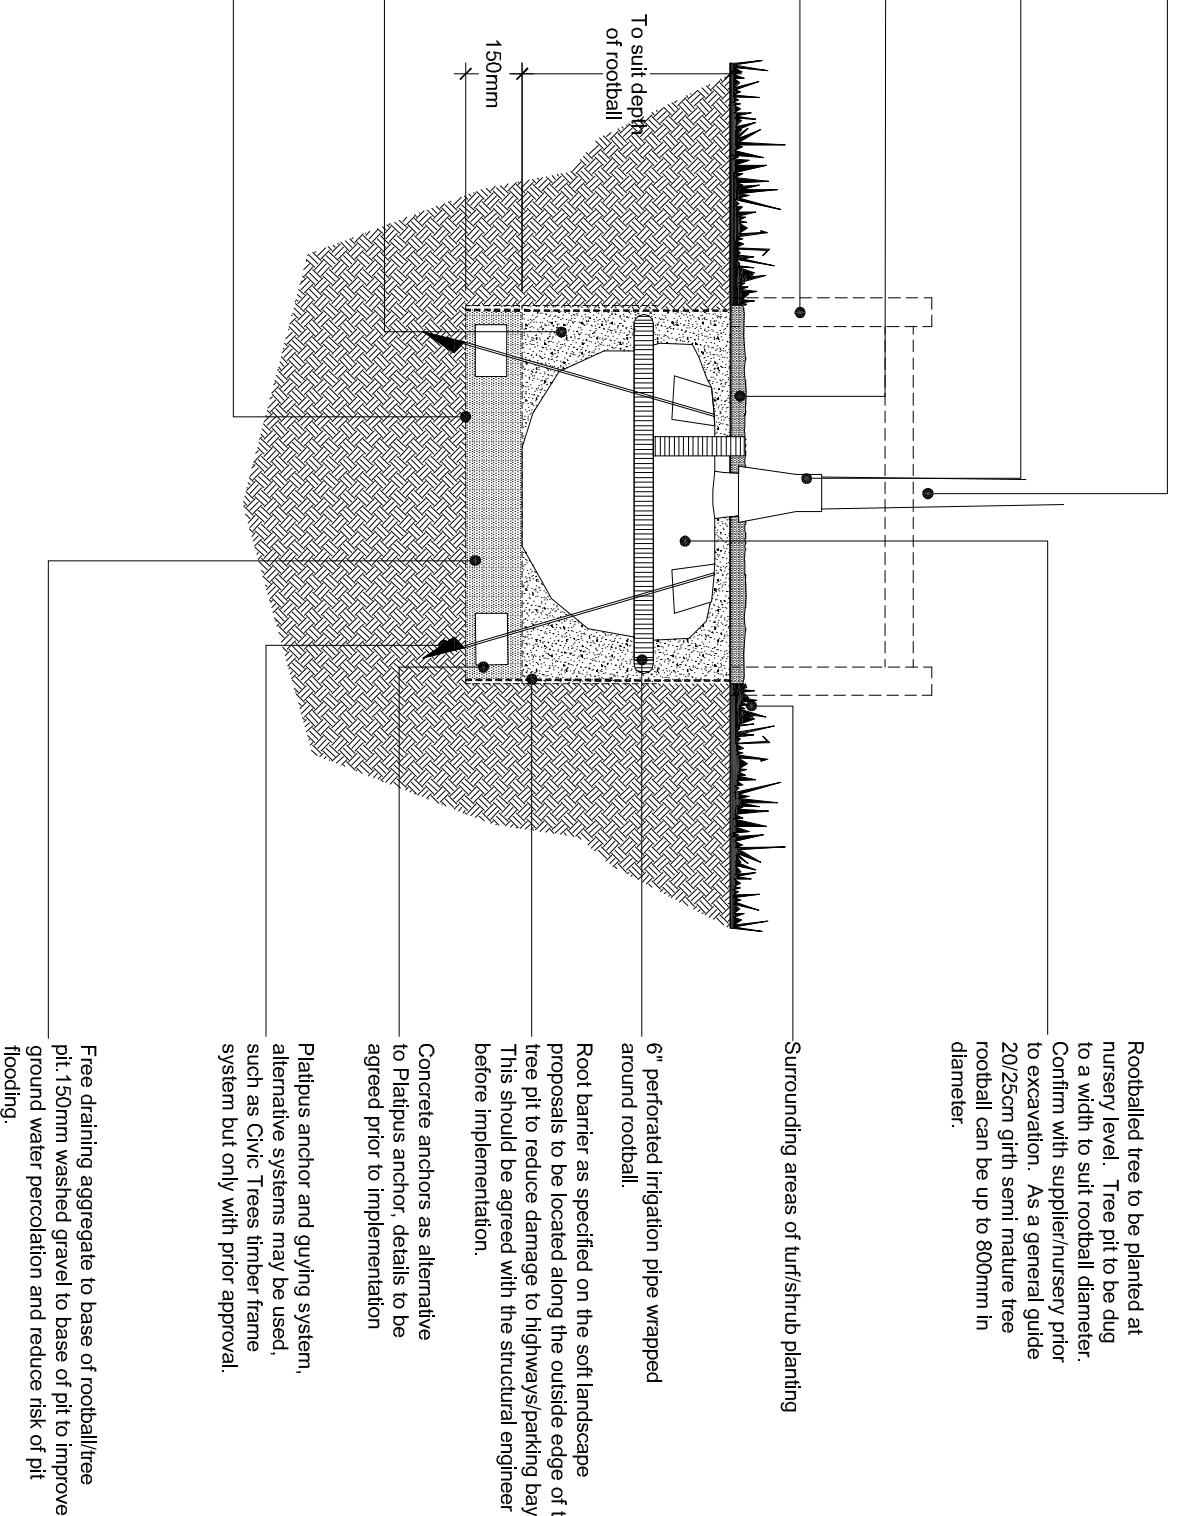 To suit depth
of rootball
150mm
Rootballed tree to be planted at
nursery level. Tree pit to be dug
to a width to suit rootball diameter.
Confirm with supplier/nursery prior
to excavation. As a general guide
20/25cm girth semi mature tree
rootball can be up to 800mm in
diameter.
Surrounding areas of turf/shrub planting
6" perforated irrigation pipe wrapped
around rootball.
Root barrier as specified on the soft landscape
proposals to be located along the outside edge of t
tree pit to reduce damage to highways/parking bay
This should be agreed with the structural engineer
before implementation.
Concrete anchors as alternative
to Platipus anchor, details to be
agreed prior to implementation
Platipus anchor and guying system,
alternative systems may be used,
such as Civic Trees timber frame
system but only with prior approval.
Free draining aggregate to base of rootball/tree
pit.150mm washed gravel to base of pit to improve
ground water percolation and reduce risk of pit
flooding.